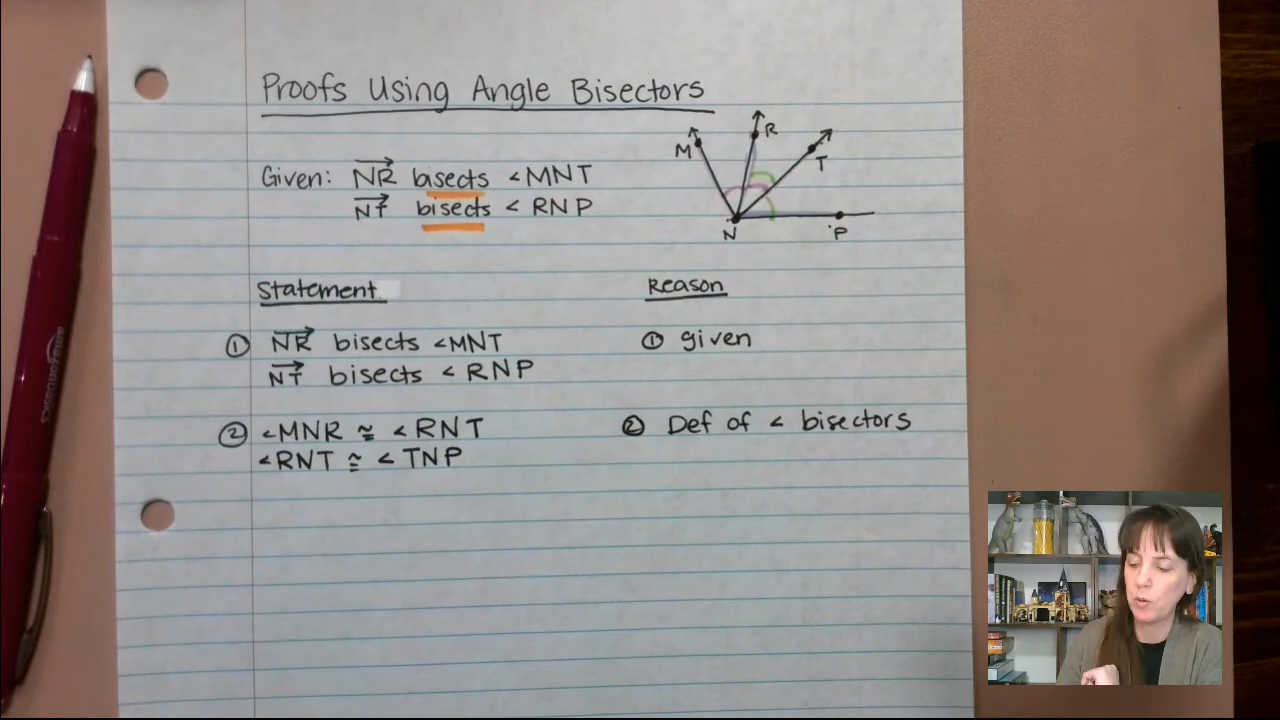 Proofs Using Angle Bisectors
Given: NR bisects ∠MNT
NT bisects ∠RNP
M
R
T
N
P
Statement
Reason
① NR bisects ∠MNT
NT bisects ∠RNP
① given
② ∠MNR ≅ ∠RNT
∠RNT ≅ ∠TNP
② Def of ∠ bisectors